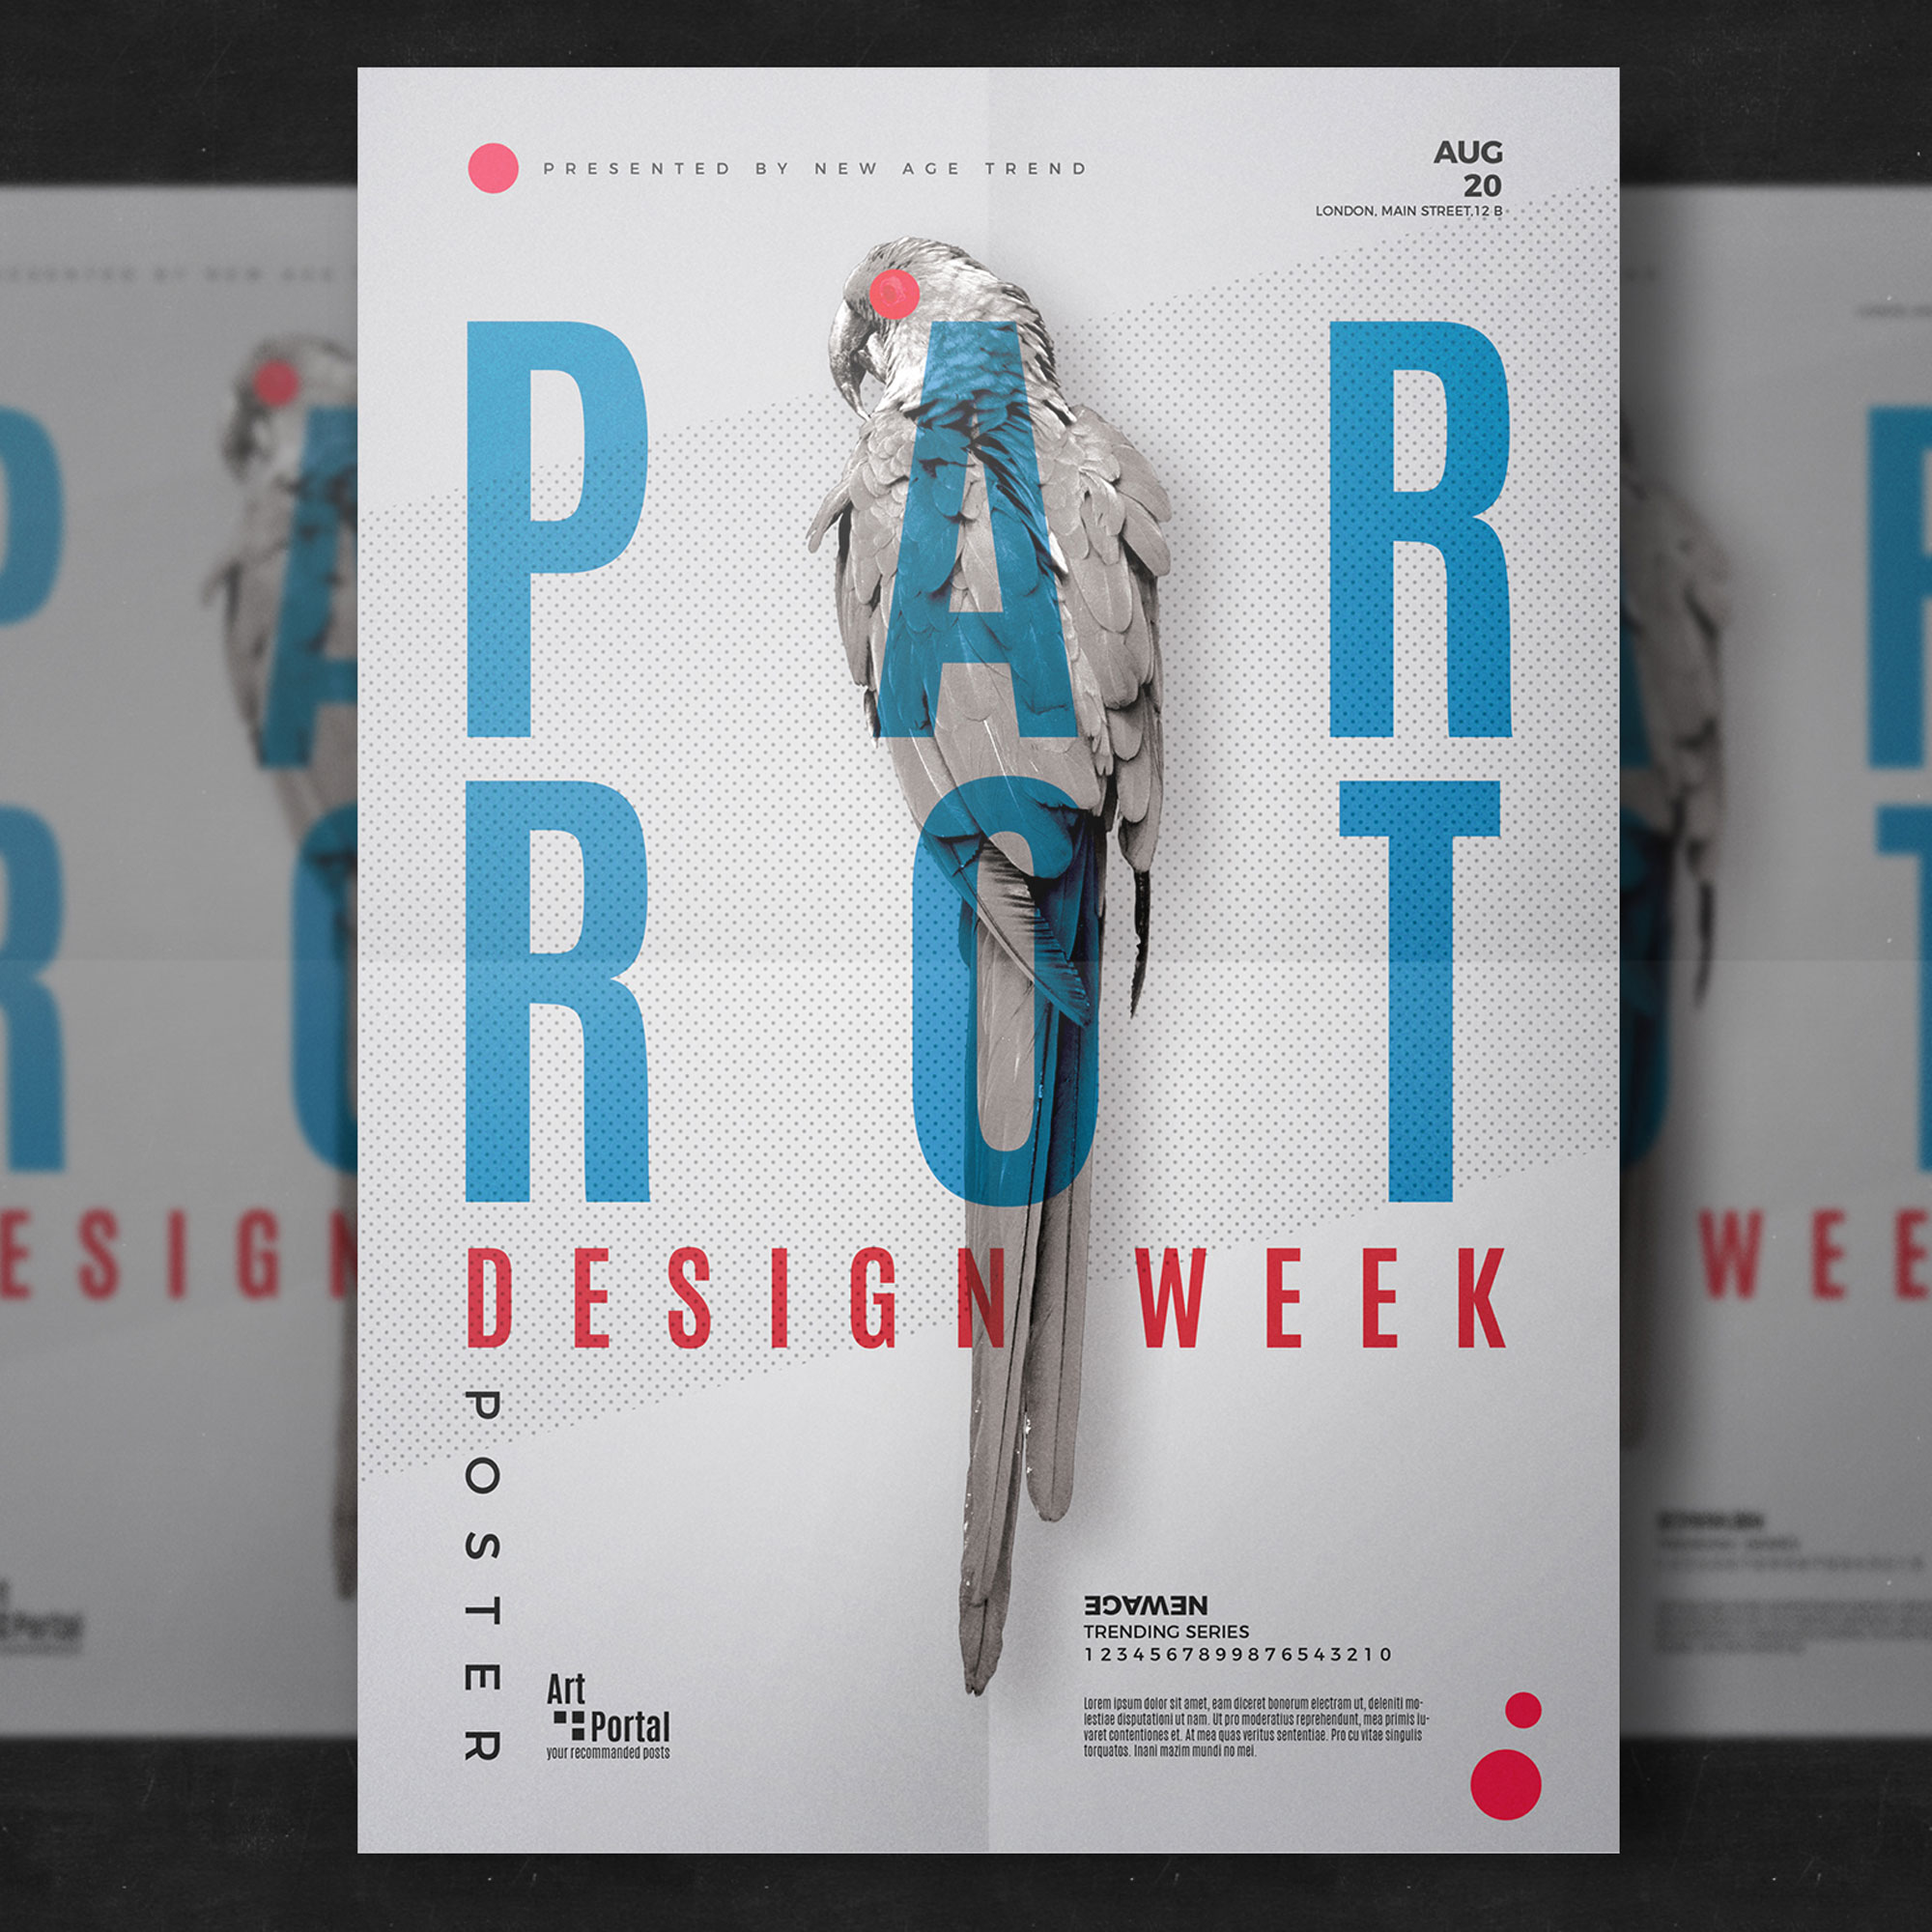 PRESENTED BY NEW AGE TREND
AUG
20
LONDON, MAIN STREET,12 B
PAR
ROT
DESIGN WEEK
POSTER
Art
Portal
your recommanded posts
NEWAGE
TRENDING SERIES
1234567899876543210
Lorem ipsum dolor sit amet, eam diceret bonorum electram ut, deleniti mo-
lestiae disputationi ut nam. Ut pro moderatius reprehendunt, mea primis iu-
varet contentiones et. At mea quas veritus sententiae. Pro cu vitae singulis
torquatos. Inani mazim mundi no mei.